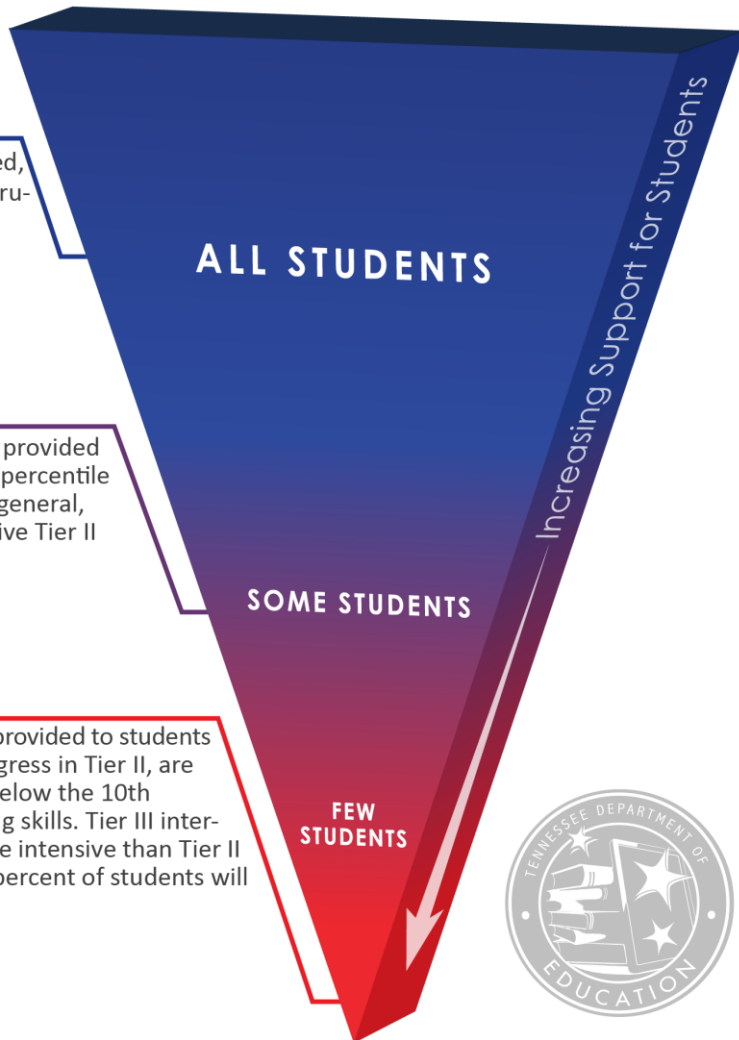 ed,
ru-
ALL STUDENTS
Increasing Support for Students
provided
percentile
general,
ive Tier II
SOME STUDENTS
provided to students
gress in Tier II, are
elow the 10th
g skills. Tier III inter-
e intensive than Tier II
percent of students will
FEW
STUDENTS
TENNESSEE DEPARTMENT OF
EDUCATION